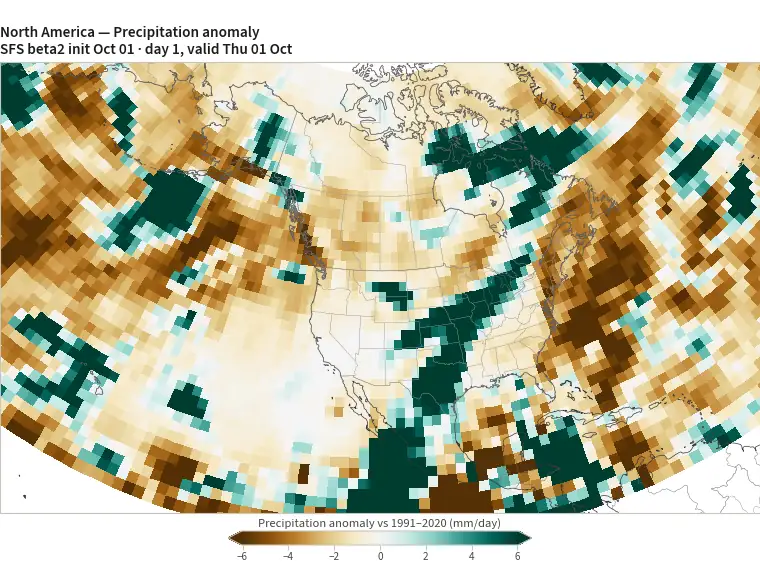 North America — Precipitation anomaly
SFS beta2 init Oct 01 · day 1, valid Thu 01 Oct
Precipitation anomaly vs 1991–2020 (mm/day)
−6 −4 −2 0 2 4 6